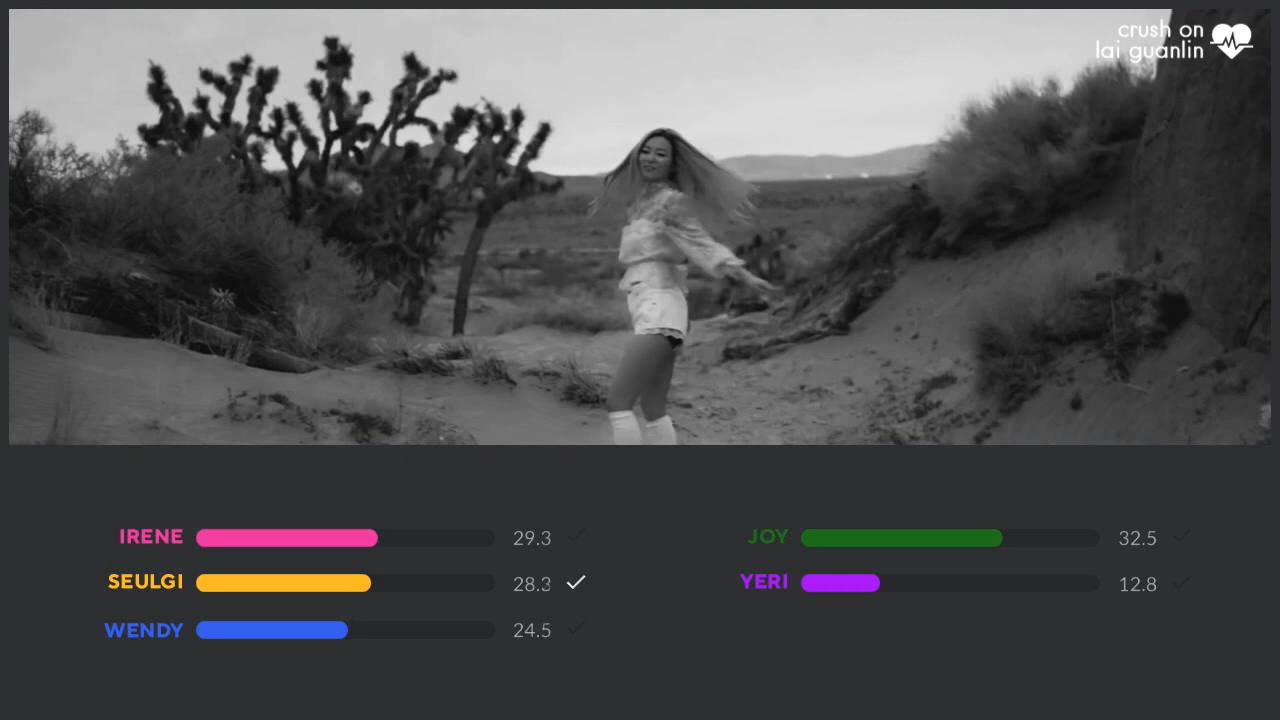 crush on
lai guanlin
IRENE 29.3
SEULGI 28.3
WENDY 24.5
JOY 32.5
YERI 12.8